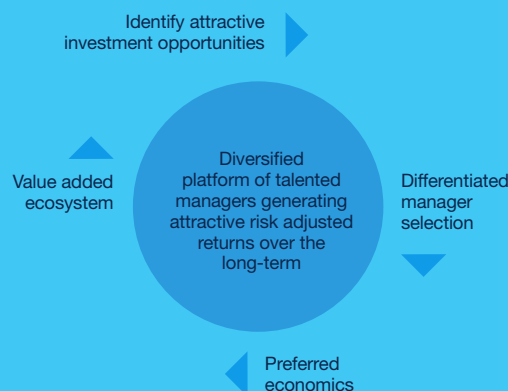 Identify attractive
investment opportunities
Diversified
platform of talented
managers generating
attractive risk adjusted
returns over the
long-term
Value added
ecosystem
Differentiated
manager
selection
Preferred
economics